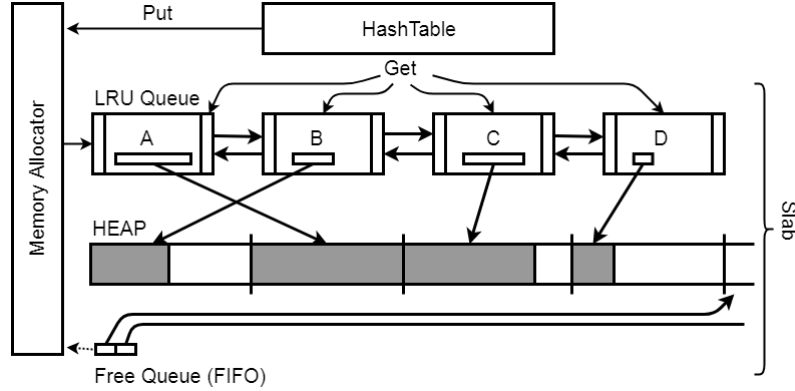 Put
HashTable
Get
LRU Queue
A
B
C
D
Memory Allocator
HEAP
Slab
Free Queue (FIFO)